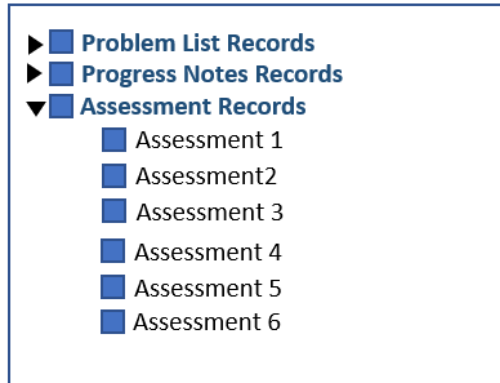 Problem List Records
Progress Notes Records
Assessment Records
Assessment 1
Assessment2
Assessment 3
Assessment 4
Assessment 5
Assessment 6